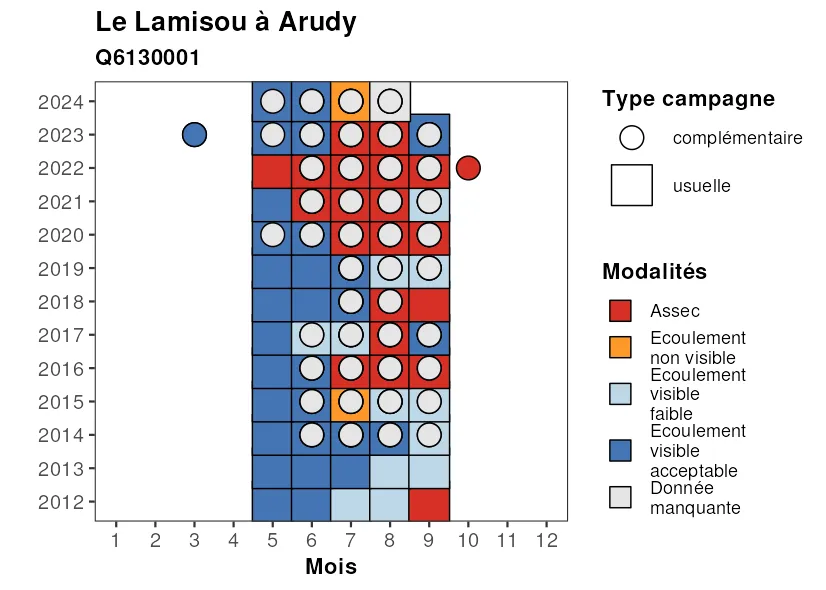 Le Lamisou à Arudy
Q6130001
2024
2023
2022
2021
2020
2019
2018
2017
2016
2015
2014
2013
2012
1 2 3 4 5 6 7 8 9 10 11 12
Mois
Type campagne
complémentaire
usuelle
Modalités
Assec
Ecoulement
non visible
Ecoulement
visible
faible
Ecoulement
visible
acceptable
Donnée
manquante